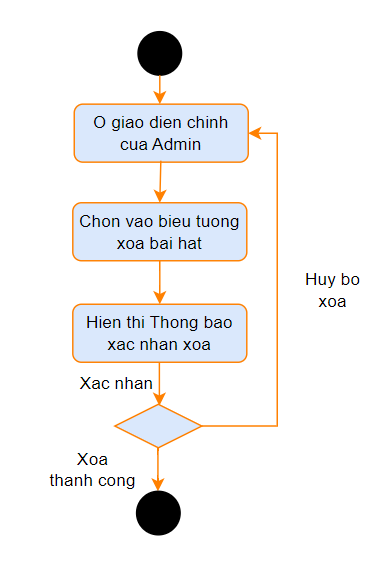 O giao dien chinh
cua Admin
Chon vao bieu tuong
xoa bai hat
Huy bo
xoa
Hien thi Thong bao
xac nhan xoa
Xac nhan
Xoa
thanh cong